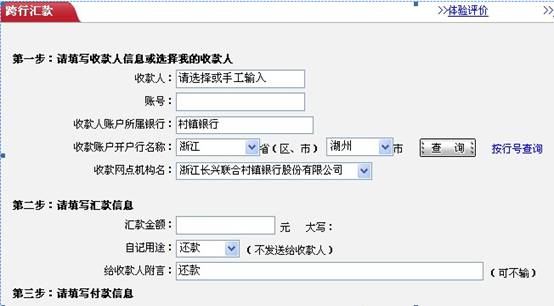 跨行汇款 >>体验评价 >>
第一步：请填写收款人信息或选择我的收款人
收款人： 请选择或手工输入
账号：
收款人账户所属银行： 村镇银行
收款账户开户行名称： 浙江 省（区、市） 湖州 市 查 询 按行号查询
收款网点机构名： 浙江长兴联合村镇银行股份有限公司
第二步：请填写汇款信息
汇款金额： 元 大写：
自记用途： 还款 （不发送给收款人）
给收款人附言： 还款 （可不输）
第三步：请填写付款信息